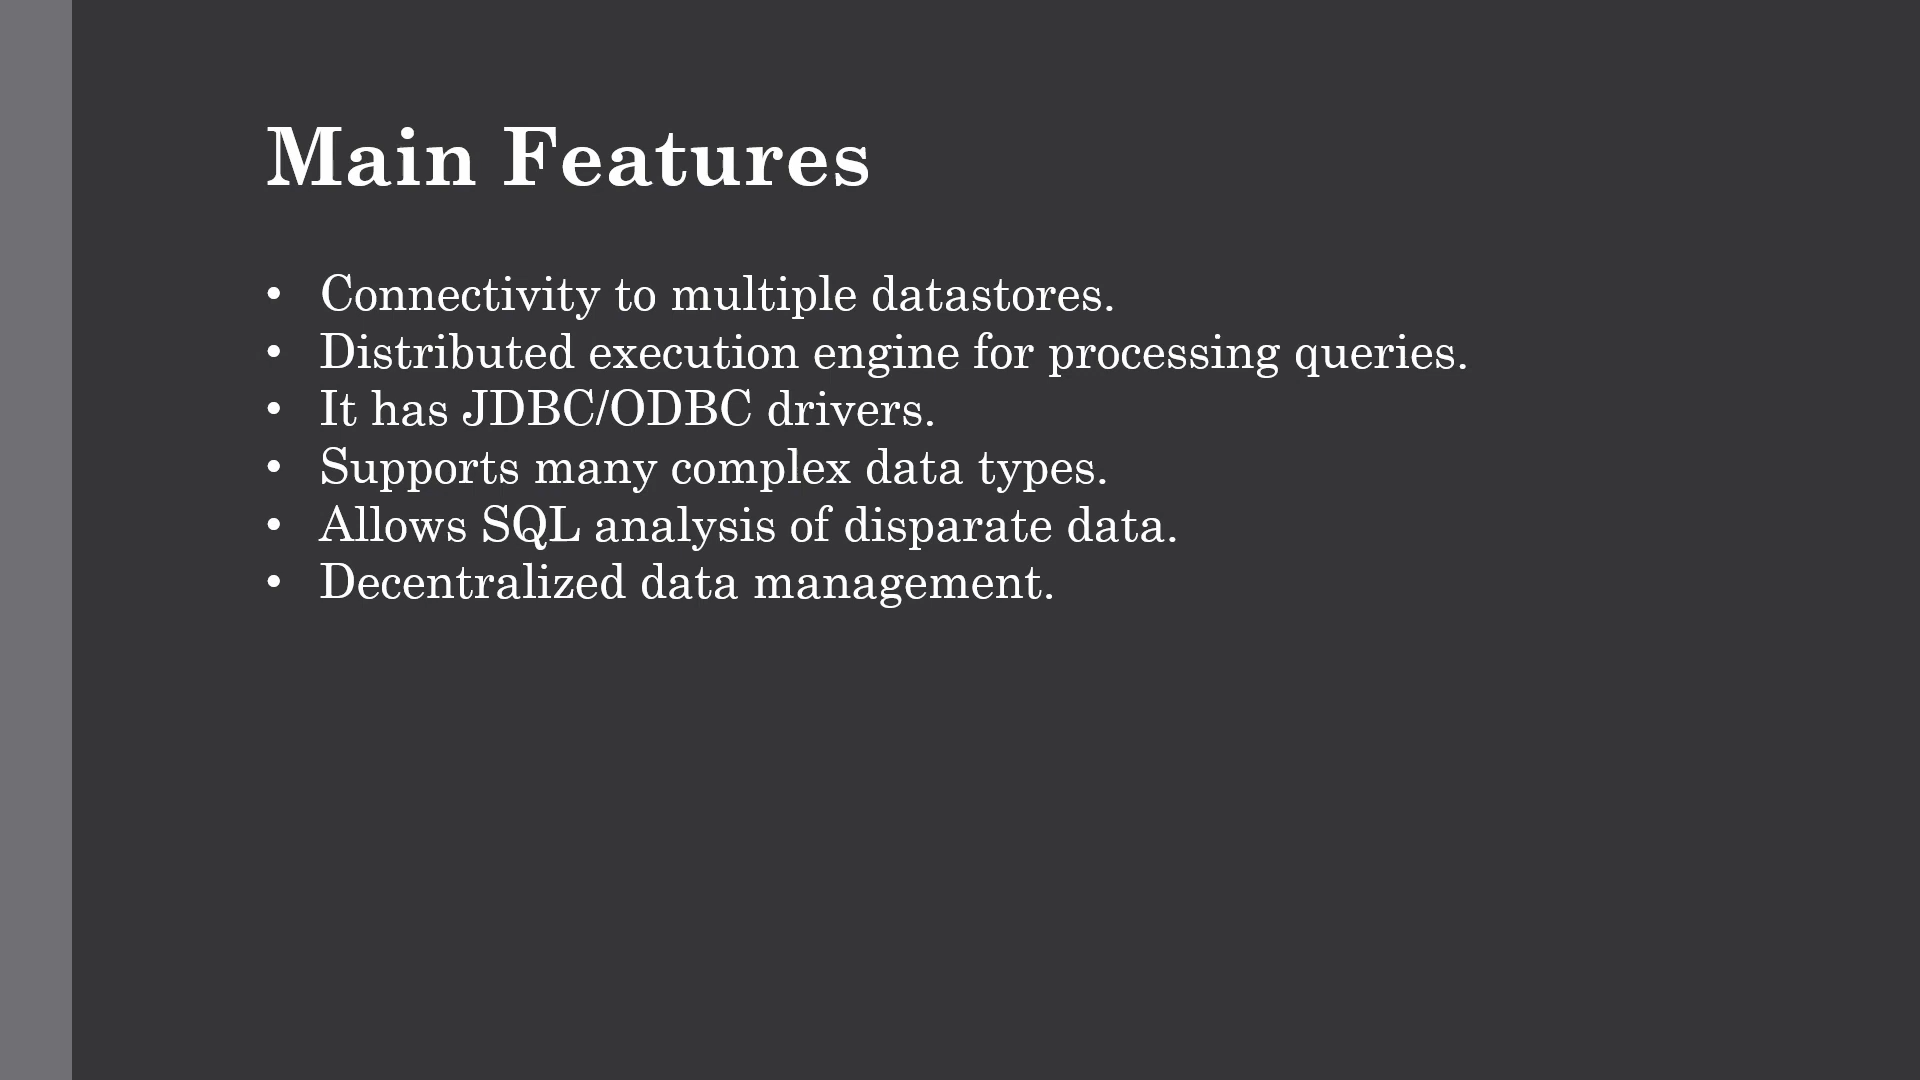 Main Features
• Connectivity to multiple datastores.
• Distributed execution engine for processing queries.
• It has JDBC/ODBC drivers.
• Supports many complex data types.
• Allows SQL analysis of disparate data.
• Decentralized data management.